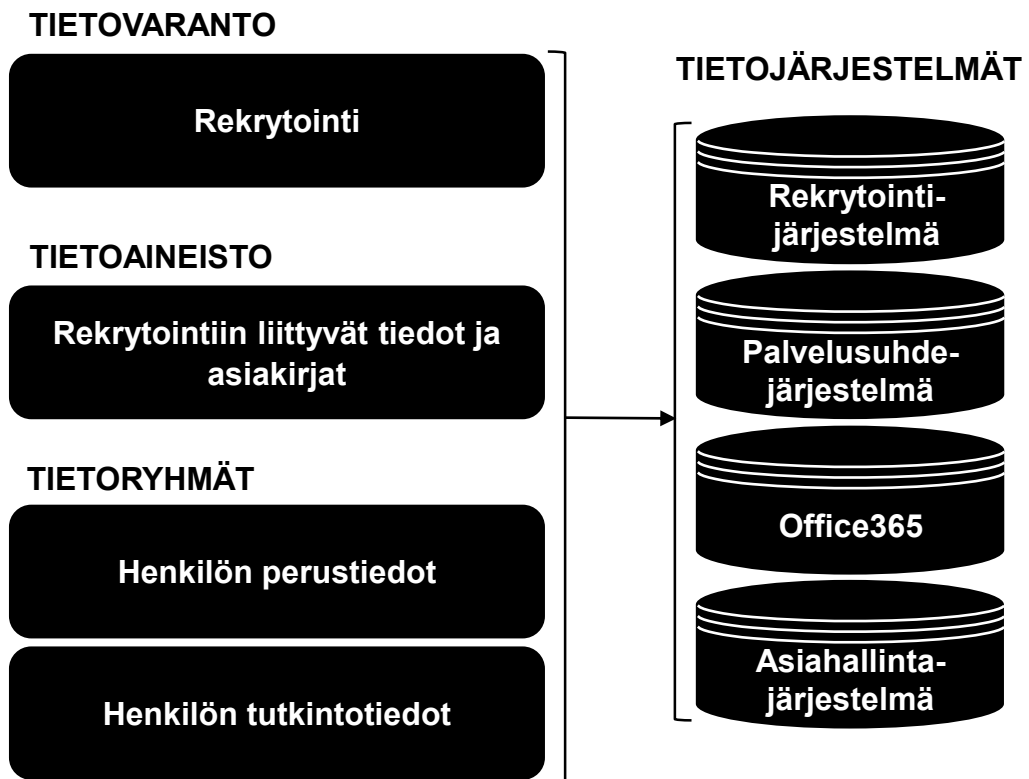 TIETOVARANTO
Rekrytointi
TIETOAINEISTO
Rekrytointiin liittyvät tiedot ja
asiakirjat
TIETORYHMÄT
Henkilön perustiedot
Henkilön tutkintotiedot
TIETOJÄRJESTELMÄT
Rekrytointi-
järjestelmä
Palvelusuhde-
järjestelmä
Office365
Asiahallinta-
järjestelmä